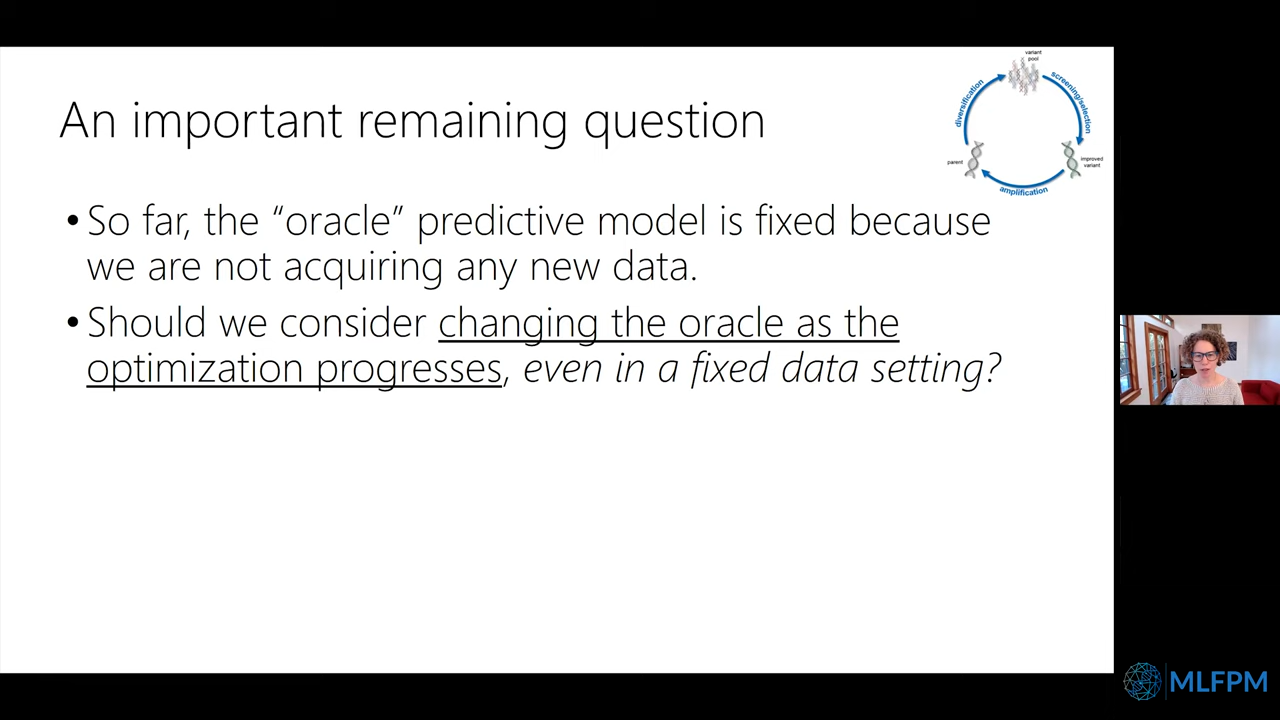 An important remaining question
variant
pool
diversification
screening/selection
parent
improved
variant
amplification
•So far, the “oracle” predictive model is fixed because
we are not acquiring any new data.
•Should we consider changing the oracle as the
optimization progresses, even in a fixed data setting?
MLFPM